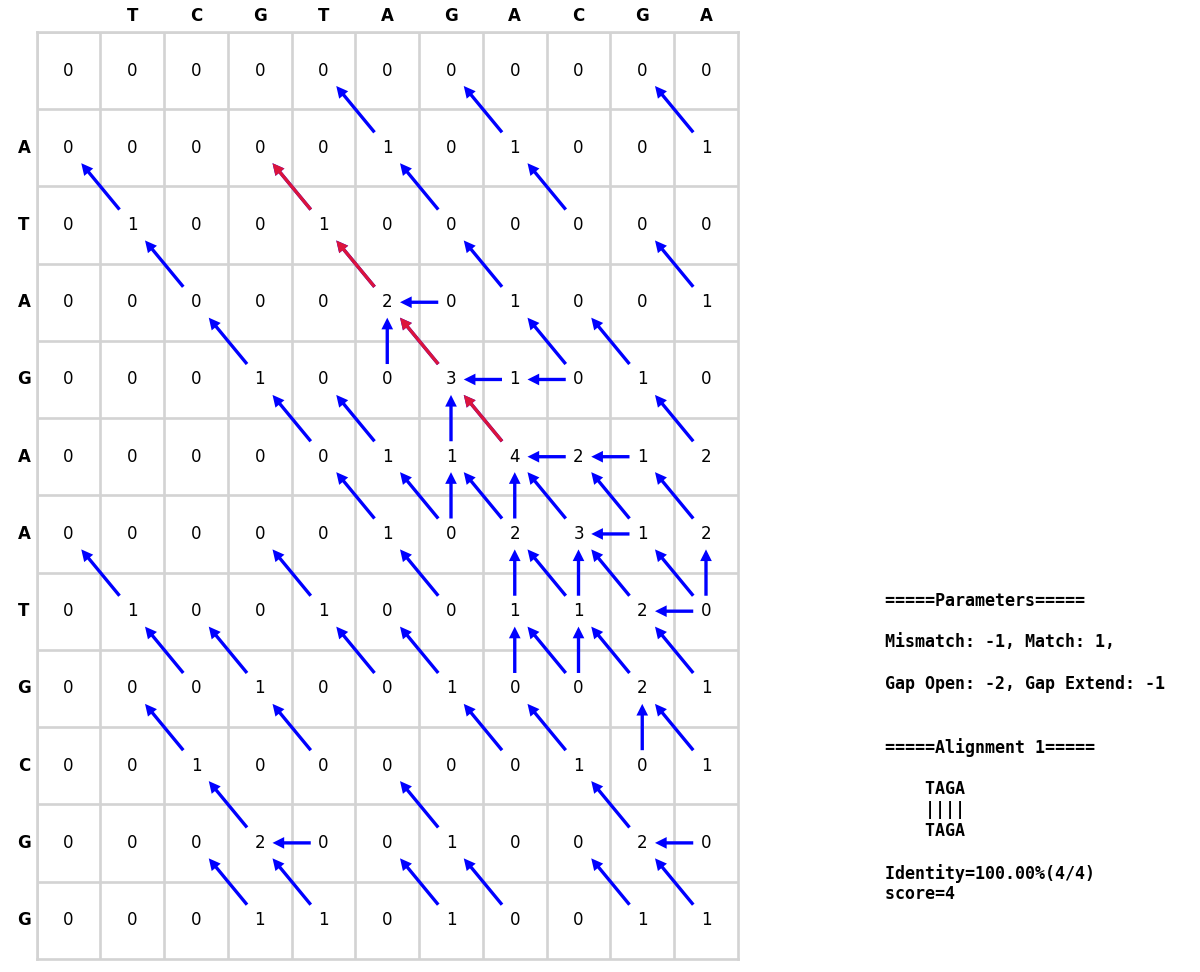 T C G T A G A C G A
0 0 0 0 0 0 0 0 0 0 0
A 0 0 0 0 0 1 0 1 0 0 1
T 0 1 0 0 1 0 0 0 0 0 0
A 0 0 0 0 0 2 0 1 0 0 1
G 0 0 0 1 0 0 3 1 0 1 0
A 0 0 0 0 0 1 1 4 2 1 2
A 0 0 0 0 0 1 0 2 3 1 2
T 0 1 0 0 1 0 0 1 1 2 0
G 0 0 0 1 0 0 1 0 0 2 1
C 0 0 1 0 0 0 0 0 1 0 1
G 0 0 0 2 0 0 1 0 0 2 0
G 0 0 0 1 1 0 1 0 0 1 1
=====Parameters=====
Mismatch: -1, Match: 1,
Gap Open: -2, Gap Extend: -1
=====Alignment 1=====
TAGA
||||
TAGA
Identity=100.00%(4/4)
score=4